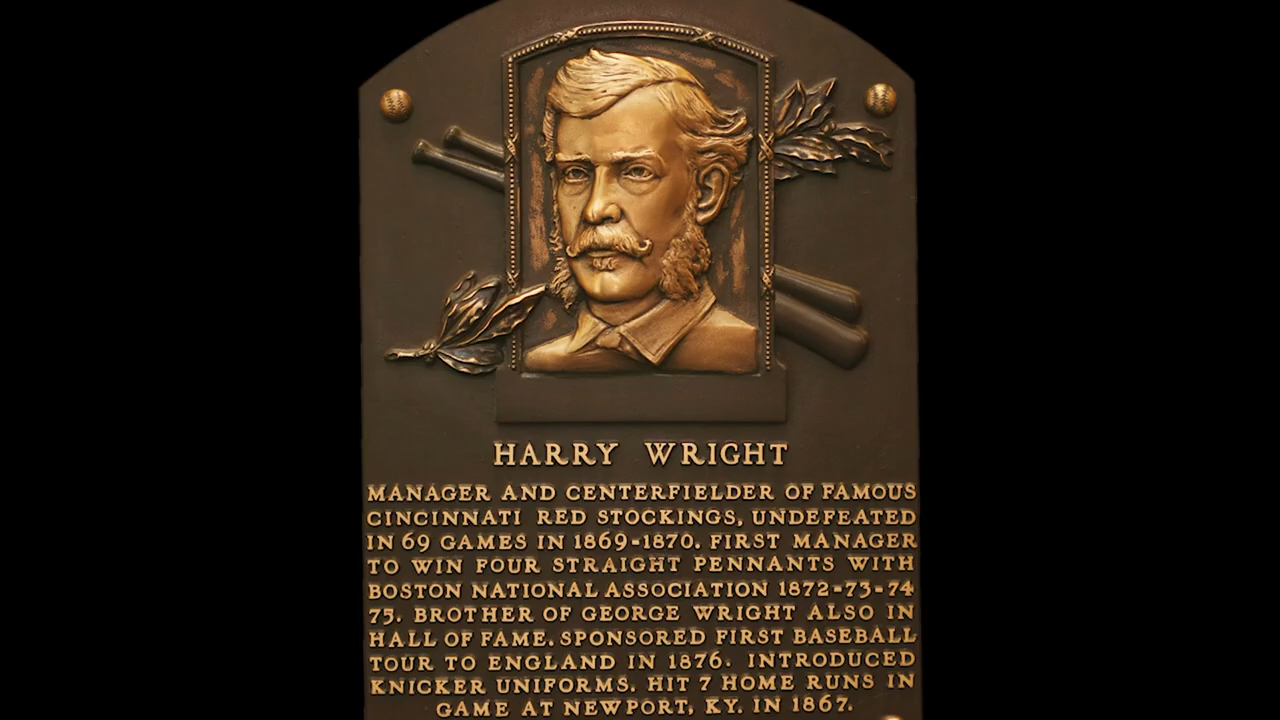 HARRY WRIGHT
MANAGER AND CENTERFIELDER OF FAMOUS
CINCINNATI RED STOCKINGS, UNDEFEATED
IN 69 GAMES IN 1869-1870. FIRST MANAGER
TO WIN FOUR STRAIGHT PENNANTS WITH
BOSTON NATIONAL ASSOCIATION 1872-73-74
75. BROTHER OF GEORGE WRIGHT ALSO IN
HALL OF FAME. SPONSORED FIRST BASEBALL
TOUR TO ENGLAND IN 1876. INTRODUCED
KNICKER UNIFORMS. HIT 7 HOME RUNS IN
GAME AT NEWPORT, KY. IN 1867.